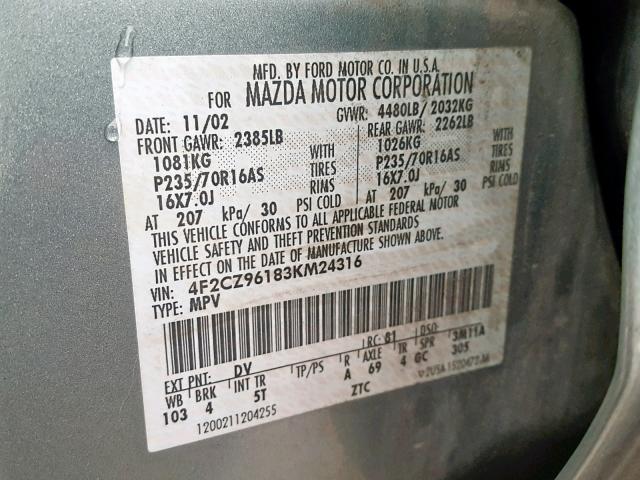 MFD. BY FORD MOTOR CO. IN U.S.A.
FOR MAZDA MOTOR CORPORATION
DATE: 11/02 GVWR: 4480LB/ 2032KG
FRONT GAWR: 2385LB REAR GAWR: 2262LB
1081KG WITH 1026KG WITH
P235/70R16AS TIRES P235/70R16AS TIRES
16X7.0J RIMS 16X7.0J RIMS
AT 207 kPa/ 30 PSI COLD AT 207 kPa/ 30 PSI COLD
THIS VEHICLE CONFORMS TO ALL APPLICABLE FEDERAL MOTOR
VEHICLE SAFETY AND THEFT PREVENTION STANDARDS
IN EFFECT ON THE DATE OF MANUFACTURE SHOWN ABOVE.
VIN: 4F2CZ96183KM24316
TYPE: MPV
EXT PNT: DV RC: 81 DSO:
WB BRK INT TR TP/PS R AXLE TR SPR 3M11A
103 4 5T A 69 4 GC 305
1200211204255 ZTC